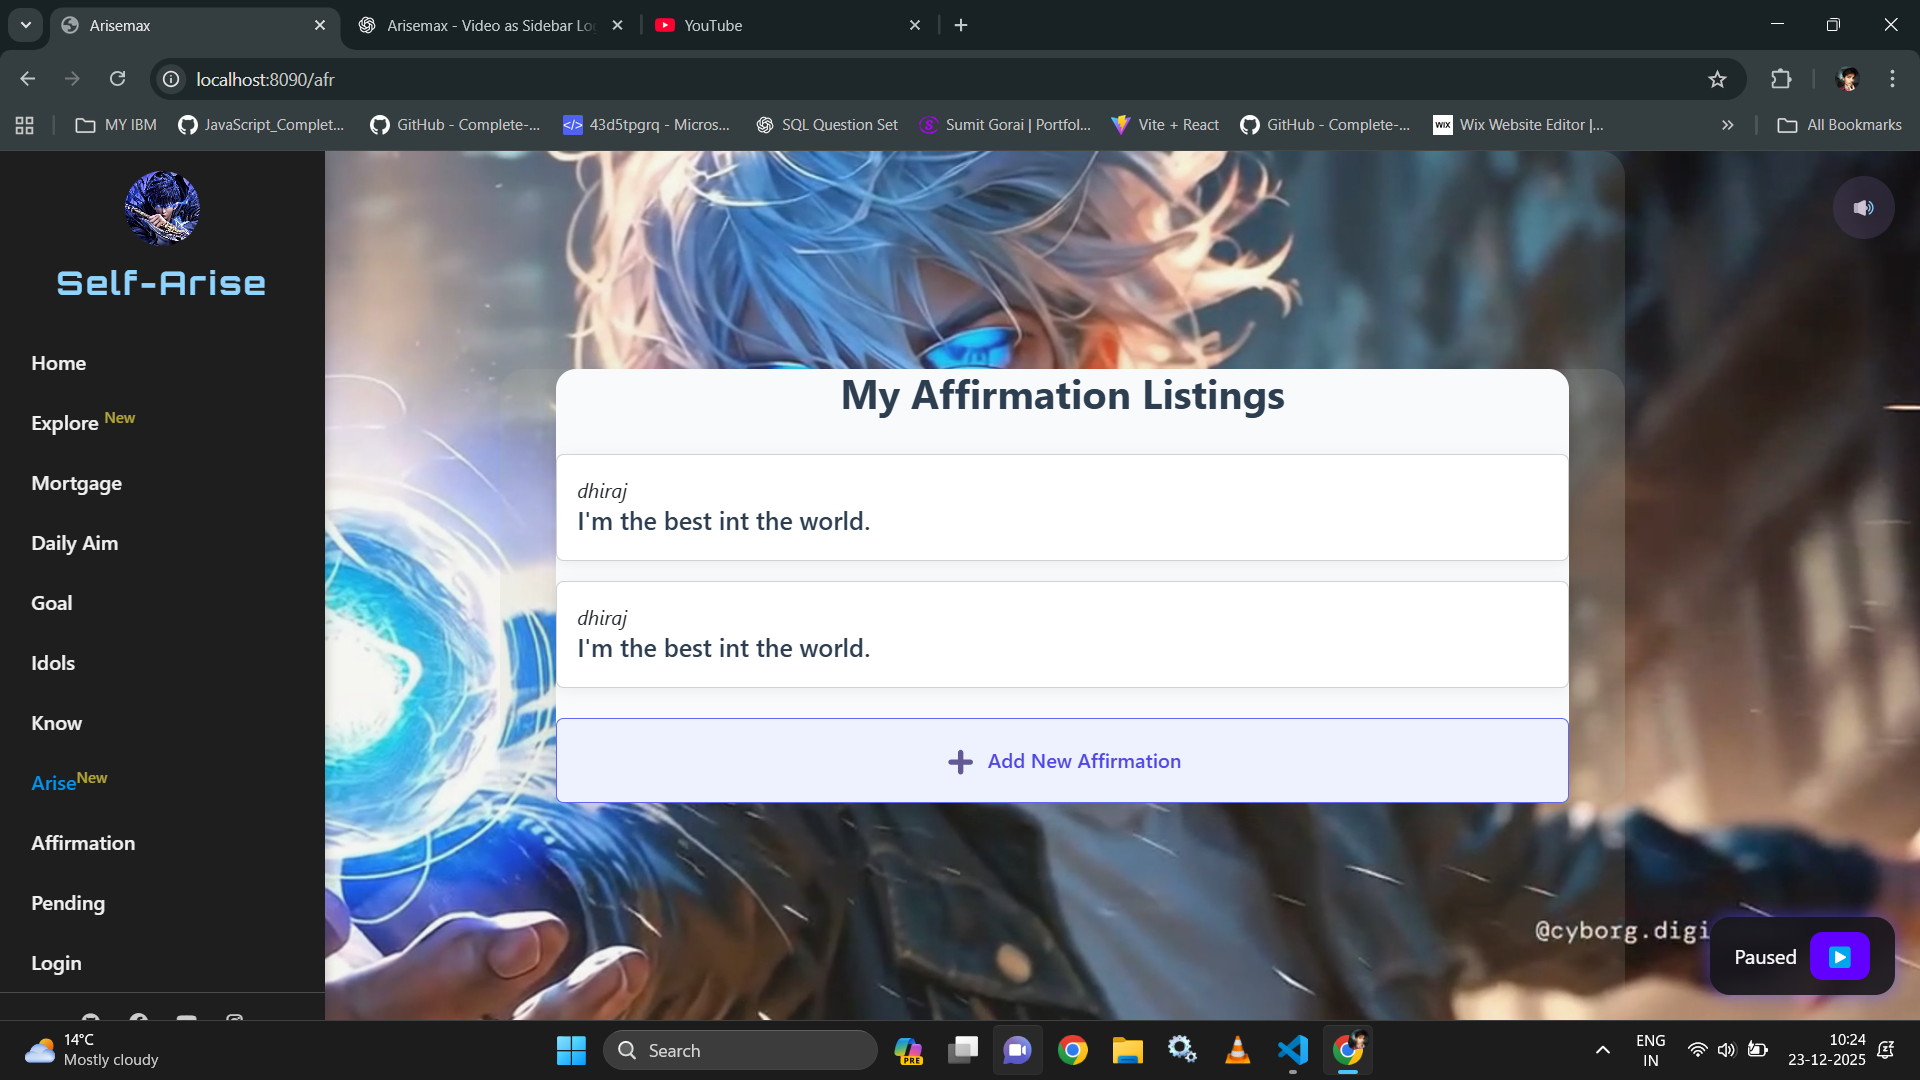 Arisemax
Arisemax - Video as Sidebar Lo
YouTube
localhost:8090/afr
MY IBM
JavaScript_Complet...
GitHub - Complete-...
43d5tpgrq - Micros...
SQL Question Set
Sumit Gorai | Portfol...
Vite + React
GitHub - Complete-...
WIX
Wix Website Editor |...
All Bookmarks
Self-Arise
Home
Explore New
Mortgage
Daily Aim
Goal
Idols
Know
Arise New
Affirmation
Pending
Login
My Affirmation Listings
dhiraj
I'm the best int the world.
dhiraj
I'm the best int the world.
Add New Affirmation
@cyborg.digi
Paused
14°C
Mostly cloudy
Search
PRE
ENG
IN
10:24
23-12-2025